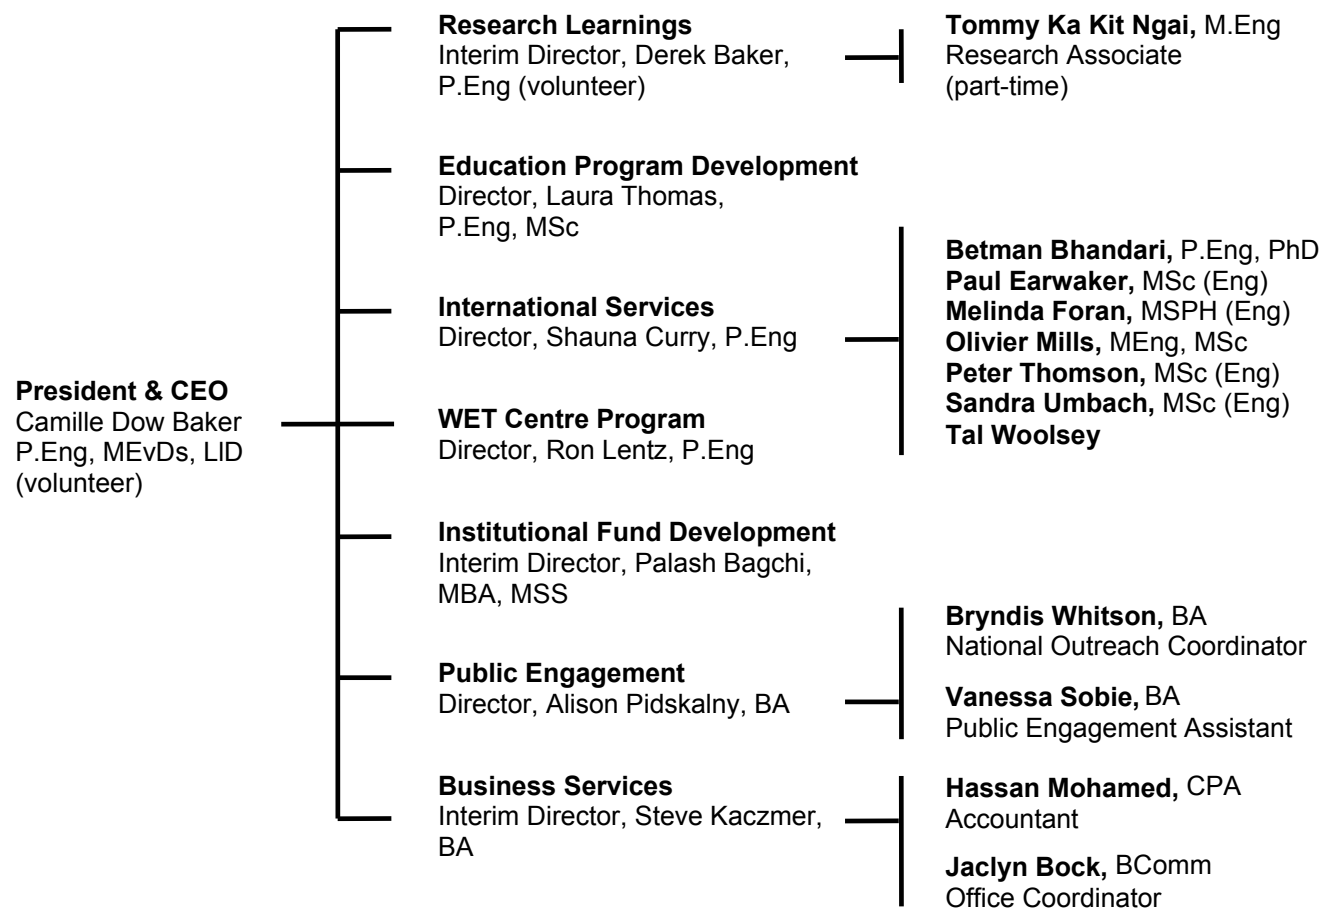 President & CEO
Camille Dow Baker
P.Eng, MEvDs, LlD
(volunteer)
Research Learnings
Interim Director, Derek Baker,
P.Eng (volunteer)
Tommy Ka Kit Ngai, M.Eng
Research Associate
(part-time)
Education Program Development
Director, Laura Thomas,
P.Eng, MSc
International Services
Director, Shauna Curry, P.Eng
Betman Bhandari, P.Eng, PhD
Paul Earwaker, MSc (Eng)
Melinda Foran, MSPH (Eng)
Olivier Mills, MEng, MSc
Peter Thomson, MSc (Eng)
Sandra Umbach, MSc (Eng)
Tal Woolsey
WET Centre Program
Director, Ron Lentz, P.Eng
Institutional Fund Development
Interim Director, Palash Bagchi,
MBA, MSS
Public Engagement
Director, Alison Pidskalny, BA
Bryndis Whitson, BA
National Outreach Coordinator
Vanessa Sobie, BA
Public Engagement Assistant
Business Services
Interim Director, Steve Kaczmer,
BA
Hassan Mohamed, CPA
Accountant
Jaclyn Bock, BComm
Office Coordinator